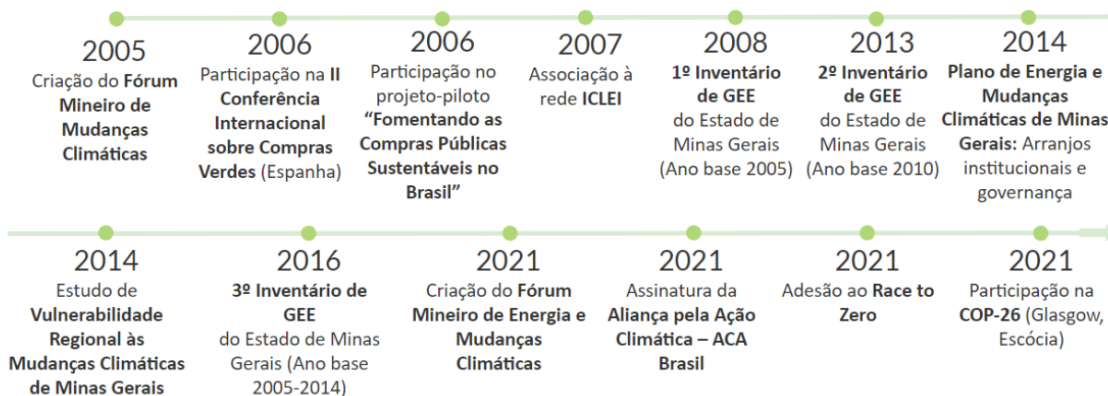 2005
Criação do Fórum
Mineiro de
Mudanças
Climáticas
2006
Participação na II
Conferência
Internacional
sobre Compras
Verdes (Espanha)
2006
Participação no
projeto-piloto
“Fomentando as
Compras Públicas
Sustentáveis no
Brasil”
2007
Associação à
rede ICLEI
2008
1º Inventário
de GEE
do Estado de
Minas Gerais
(Ano base 2005)
2013
2º Inventário
de GEE
do Estado de
Minas Gerais
(Ano base 2010)
2014
Plano de Energia e
Mudanças
Climáticas de Minas
Gerais: Arranjos
institucionais e
governança
2014
Estudo de
Vulnerabilidade
Regional às
Mudanças Climáticas
de Minas Gerais
2016
3º Inventário de
GEE
do Estado de Minas
Gerais (Ano base
2005-2014)
2021
Criação do Fórum
Mineiro de Energia e
Mudanças
Climáticas
2021
Assinatura da
Aliança pela Ação
Climática – ACA
Brasil
2021
Adesão ao Race to
Zero
2021
Participação na
COP-26 (Glasgow,
Escócia)